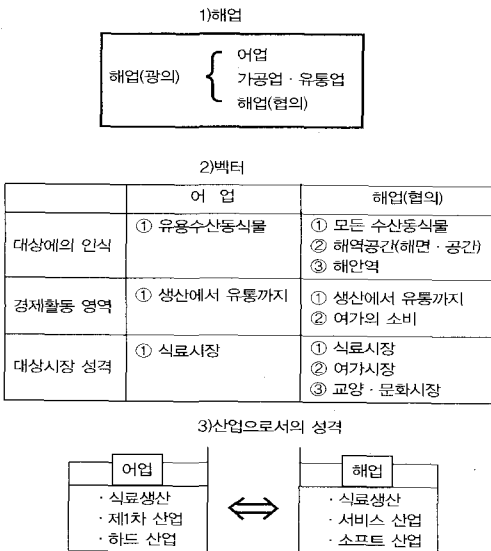 1)해업
해업(광의)
어업
가공업 · 유통업
해업(협의)
2)벡터
어 업
해업(협의)
대상에의 인식
① 유용수산동식물
① 모든 수산동식물
② 해역공간(해면 · 공간)
③ 해안역
경제활동 영역
① 생산에서 유통까지
① 생산에서 유통까지
② 여가의 소비
대상시장 성격
① 식료시장
① 식료시장
② 여가시장
③ 교양 · 문화시장
3)산업으로서의 성격
어업
· 식료생산
· 제1차 산업
· 하드 산업
해업
· 식료생산
· 서비스 산업
· 소프트 산업